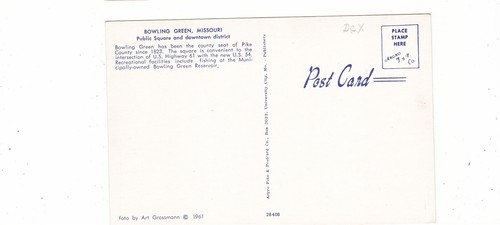 BOWLING GREEN, MISSOURI
Public Square and downtown district
Bowling Green has been the county seat of Pike
County since 1823. The square is convenient to the
intersection of U.S. Highway 61 with the new U.S. 54.
Recreational facilities include fishing at the Muni-
cipally-owned Bowling Green Reservoir.
DGX
PLACE
STAMP
HERE
Post Card
Foto by Art Grossmann © 1961
28408